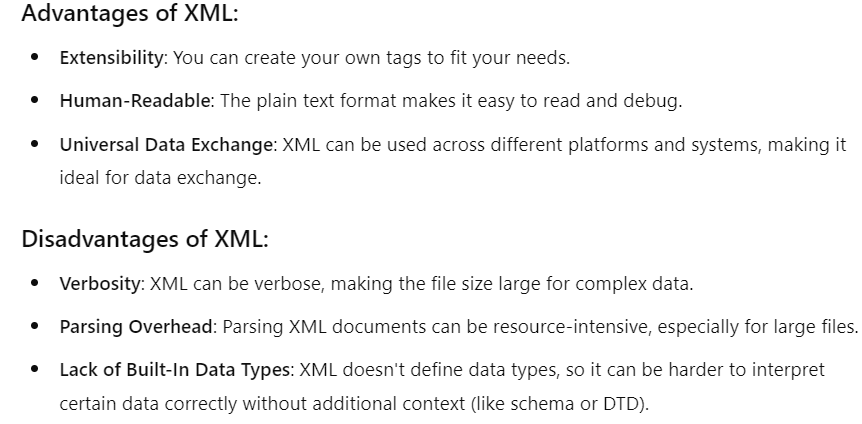 Advantages of XML:
• Extensibility: You can create your own tags to fit your needs.
• Human-Readable: The plain text format makes it easy to read and debug.
• Universal Data Exchange: XML can be used across different platforms and systems, making it
ideal for data exchange.
Disadvantages of XML:
• Verbosity: XML can be verbose, making the file size large for complex data.
• Parsing Overhead: Parsing XML documents can be resource-intensive, especially for large files.
• Lack of Built-In Data Types: XML doesn't define data types, so it can be harder to interpret
certain data correctly without additional context (like schema or DTD).